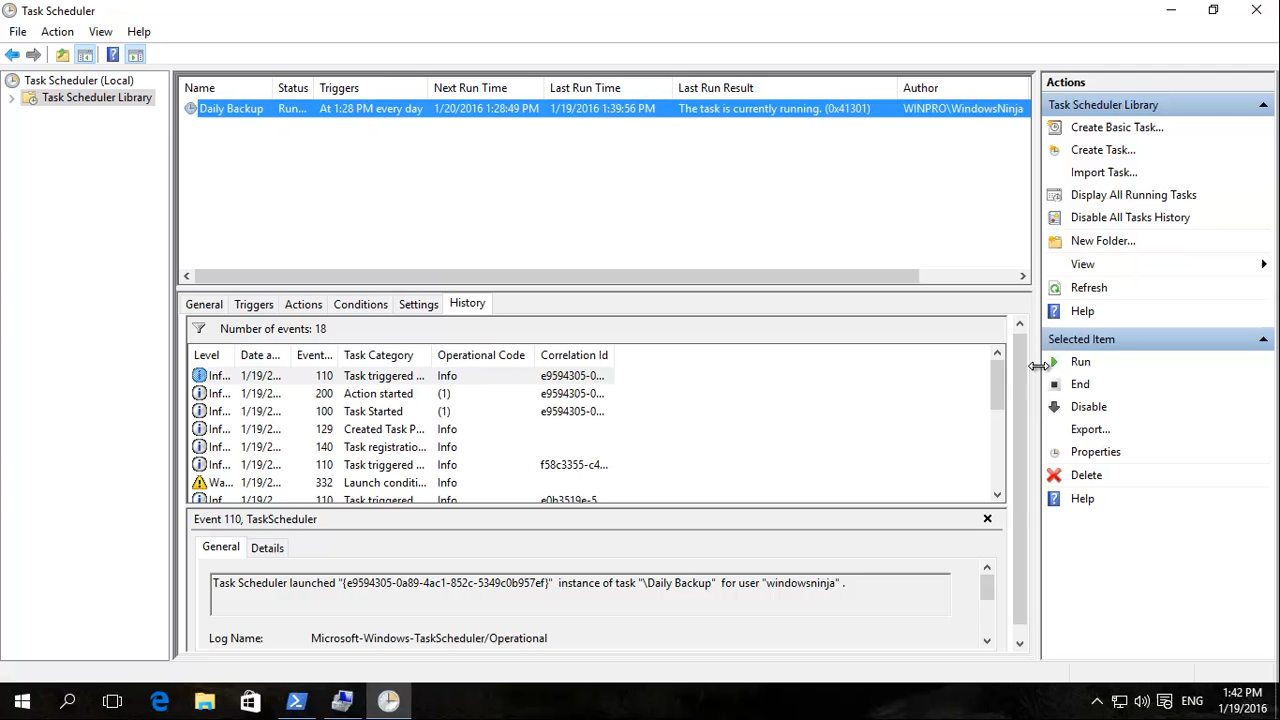 Task Scheduler
File Action View Help
Task Scheduler (Local)
Task Scheduler Library
Name Status Triggers Next Run Time Last Run Time Last Run Result Author
Daily Backup Run... At 1:28 PM every day 1/20/2016 1:28:49 PM 1/19/2016 1:39:56 PM The task is currently running. (0x41301) WINPRO\WindowsNinja
General Triggers Actions Conditions Settings History
Number of events: 18
Level Date a... Event... Task Category Operational Code Correlation Id
Inf... 1/19/2... 110 Task triggered ... Info e9594305-0...
Inf... 1/19/2... 200 Action started (1) e9594305-0...
Inf... 1/19/2... 100 Task Started (1) e9594305-0...
Inf... 1/19/2... 129 Created Task P... Info
Inf... 1/19/2... 140 Task registratio... Info
Inf... 1/19/2... 110 Task triggered ... Info f58c3355-c4...
Wa... 1/19/2... 332 Launch conditi... Info
Inf 1/19/2 110 Task triggered Info e0b3519e-5
Event 110, TaskScheduler
General Details
Task Scheduler launched "{e9594305-0a89-4ac1-852c-5349c0b957ef}" instance of task "\Daily Backup" for user "windowsninja" .
Log Name: Microsoft-Windows-TaskScheduler/Operational
Actions
Task Scheduler Library
Create Basic Task...
Create Task...
Import Task...
Display All Running Tasks
Disable All Tasks History
New Folder...
View
Refresh
Help
Selected Item
Run
End
Disable
Export...
Properties
Delete
Help
ENG
1:42 PM
1/19/2016